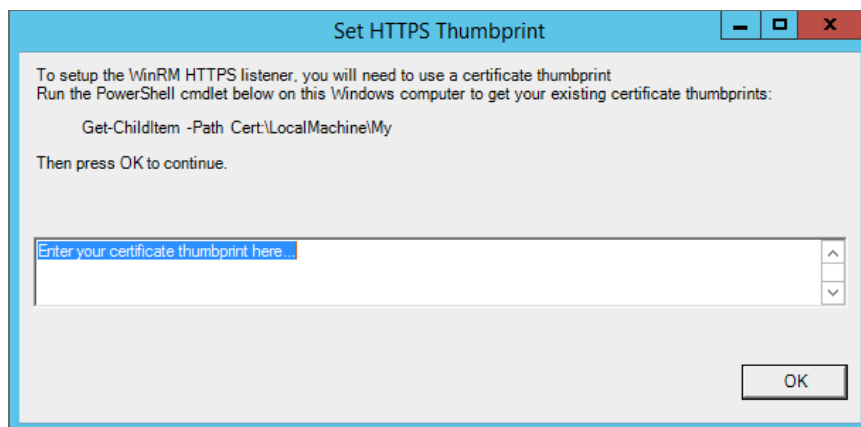 Set HTTPS Thumbprint
To setup the WinRM HTTPS listener, you will need to use a certificate thumbprint
Run the PowerShell cmdlet below on this Windows computer to get your existing certificate thumbprints:
Get-ChildItem -Path Cert:\LocalMachine\My
Then press OK to continue.
Enter your certificate thumbprint here...
OK